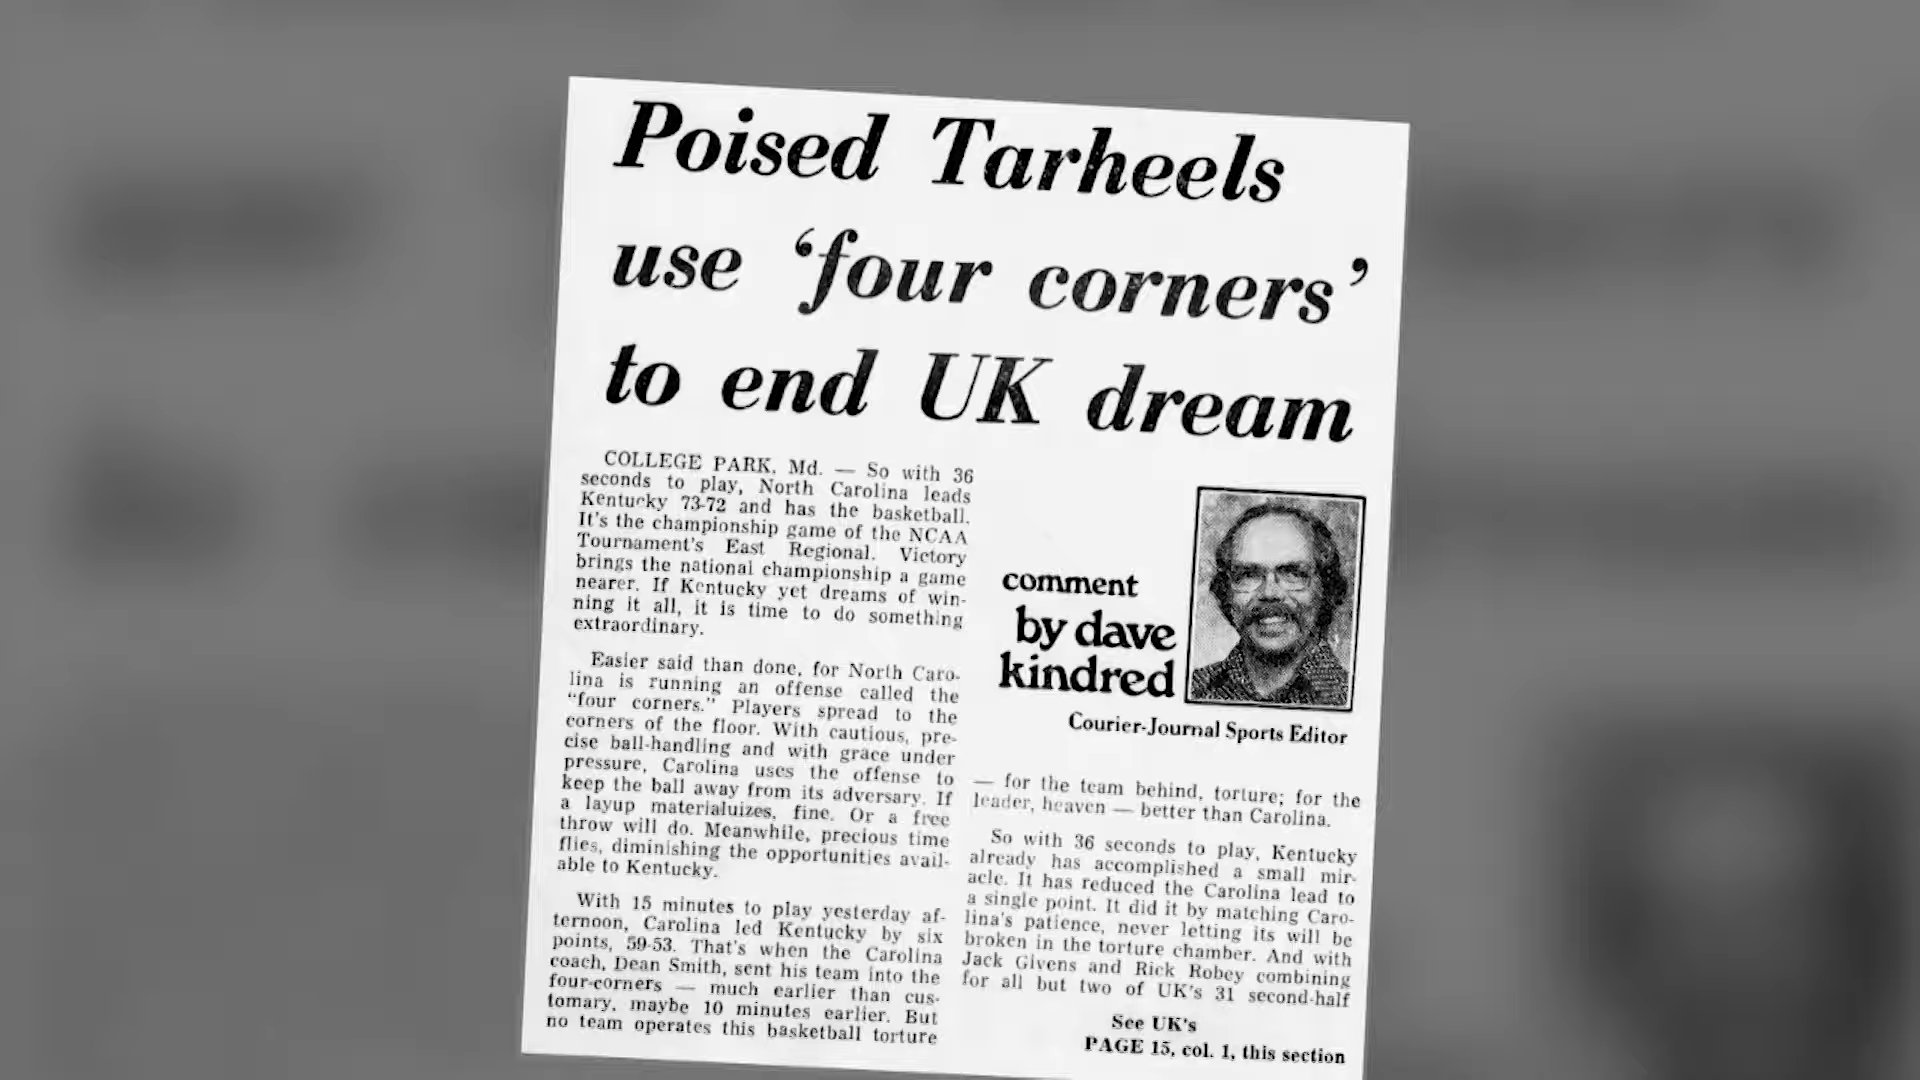 Poised Tarheels
use ‘four corners’
to end UK dream
COLLEGE PARK, Md. — So with 36
seconds to play, North Carolina leads
Kentucky 73-72 and has the basketball.
It's the championship game of the NCAA
Tournament's East Regional. Victory
brings the national championship a game
nearer. If Kentucky yet dreams of win-
ning it all, it is time to do something
extraordinary.
Easier said than done, for North Caro-
lina is running an offense called the
“four corners.” Players spread to the
corners of the floor. With cautious, pre-
cise ball-handling and with grace under
pressure, Carolina uses the offense to
keep the ball away from its adversary. If
a layup materialuizes, fine. Or a free
throw will do. Meanwhile, precious time
flies, diminishing the opportunities avail-
able to Kentucky.
With 15 minutes to play yesterday af-
ternoon, Carolina led Kentucky by six
points, 59-53. That's when the Carolina
coach, Dean Smith, sent his team into the
four-corners — much earlier than cus-
tomary, maybe 10 minutes earlier. But
no team operates this basketball torture
comment
by dave
kindred
Courier-Journal Sports Editor
— for the team behind, torture; for the
leader, heaven — better than Carolina.
So with 36 seconds to play, Kentucky
already has accomplished a small mir-
acle. It has reduced the Carolina lead to
a single point. It did it by matching Caro-
lina's patience, never letting its will be
broken in the torture chamber. And with
Jack Givens and Rick Robey combining
for all but two of UK's 31 second-half
See UK's
PAGE 15, col. 1, this section